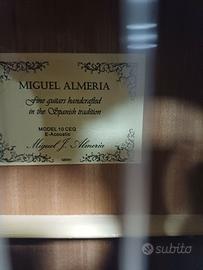 MIGUEL ALMERIA
Fine guitars handcrafted
in the Spanish tradition
MODEL 10 CEQ
E-Acoustic
Miguel J. Almeria
subito